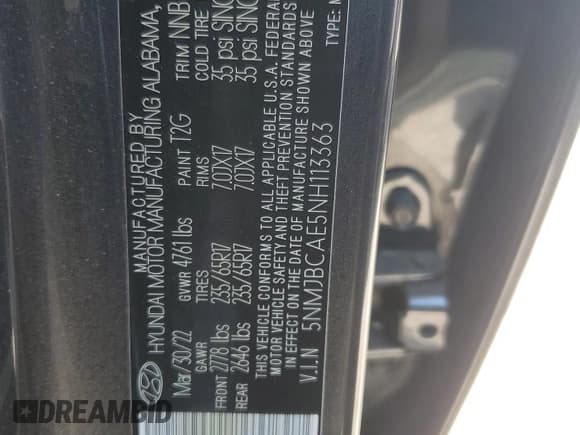 MANUFACTURED BY
HYUNDAI MOTOR MANUFACTURING ALABAMA,
Mar/30/22 GVWR 4761 lbs PAINT T2G TRIM NNB
GAWR TIRES RIMS COLD TIRE
FRONT 2778 lbs 235/65R17 7.0JX17 35 psi SING
REAR 2646 lbs 235/65R17 7.0JX17 35 psi SING
THIS VEHICLE CONFORMS TO ALL APPLICABLE U.S.A. FEDERAL
MOTOR VEHICLE SAFETY AND THEFT PREVENTION STANDARDS
IN EFFECT ON THE DATE OF MANUFACTURE SHOWN ABOVE
V.I.N 5NMJBCAE5NH113363 TYPE: M
DREAMBID